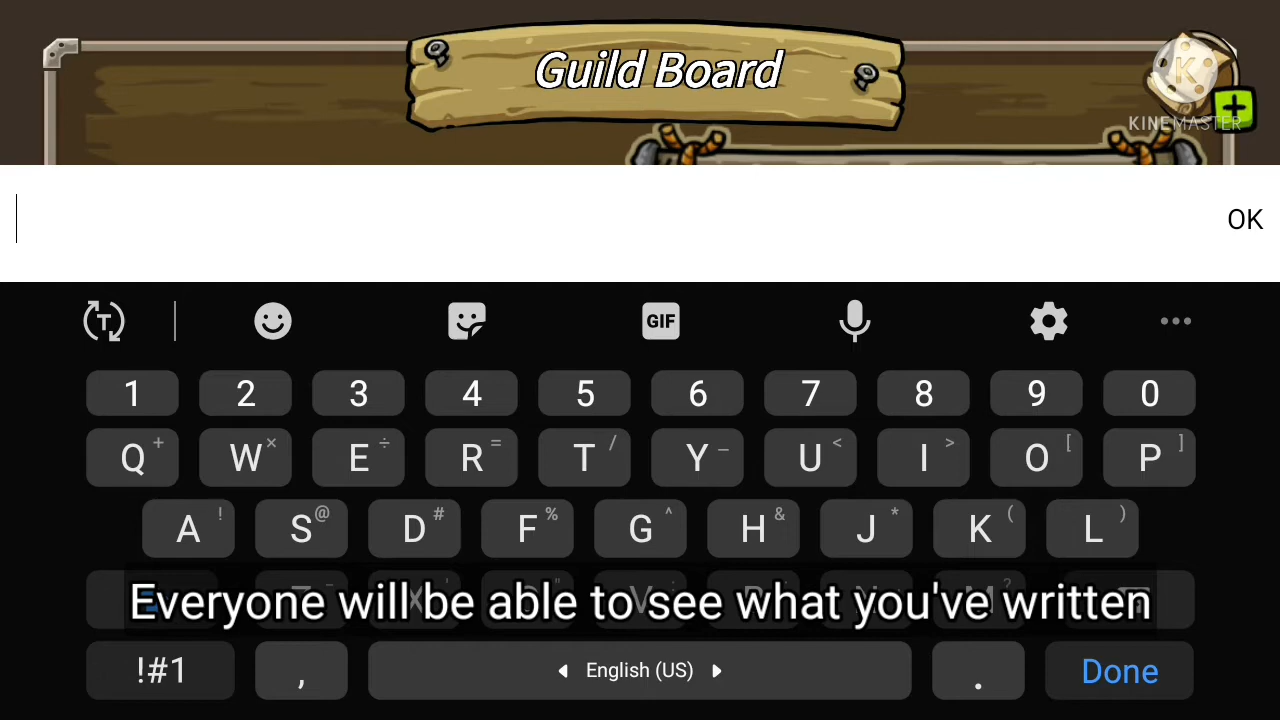 Guild Board
K
KINEMASTER
OK
T
GIF
1 2 3 4 5 6 7 8 9 0
Q + W × E ÷ R = T / Y _ U < I > O [ P ]
A ! S @ D # F % G ^ H & J * K ( L )
Everyone will be able to see what you've written
!#1 , English (US) . Done